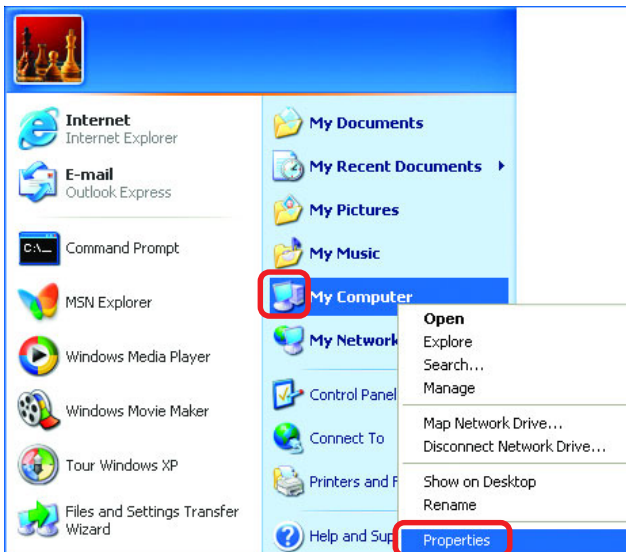 Internet
Internet Explorer
E-mail
Outlook Express
C:\_
Command Prompt
MSN Explorer
Windows Media Player
Windows Movie Maker
Tour Windows XP
Files and Settings Transfer
Wizard
My Documents
My Recent Documents
My Pictures
My Music
My Computer
My Network
Control Panel
Connect To
Printers and F
Help and Sup
Open
Explore
Search...
Manage
Map Network Drive...
Disconnect Network Drive...
Show on Desktop
Rename
Properties